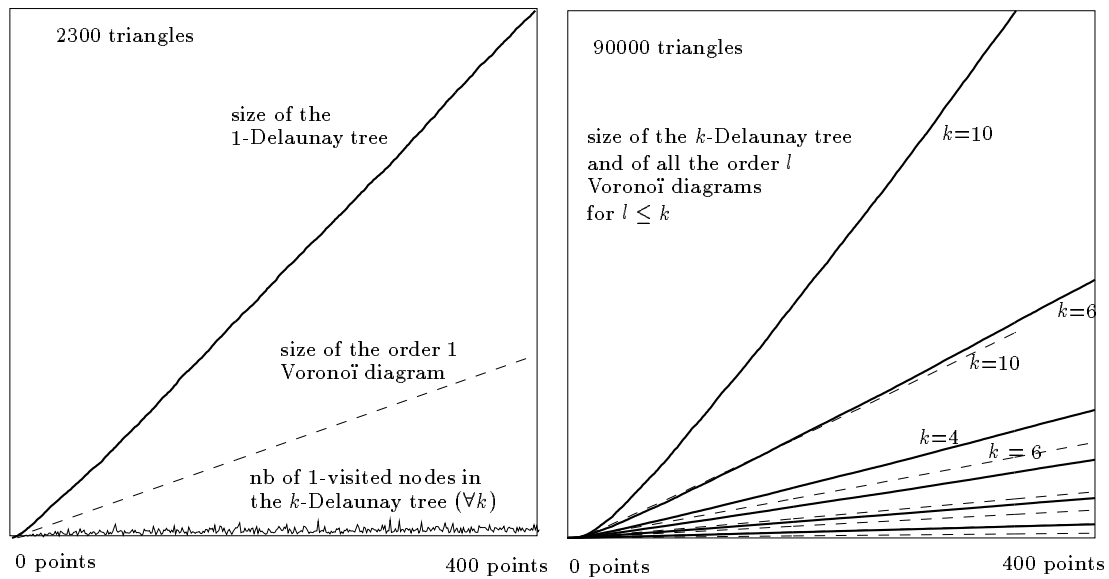 2300 triangles
size of the
1-Delaunay tree
size of the order 1
Voronoï diagram
nb of 1-visited nodes in
the k-Delaunay tree (∀k)
0 points
400 points
90000 triangles
size of the k-Delaunay tree
and of all the order l
Voronoï diagrams
for l ≤ k
k=10
k=6
k=10
k=4
k = 6
0 points
400 points